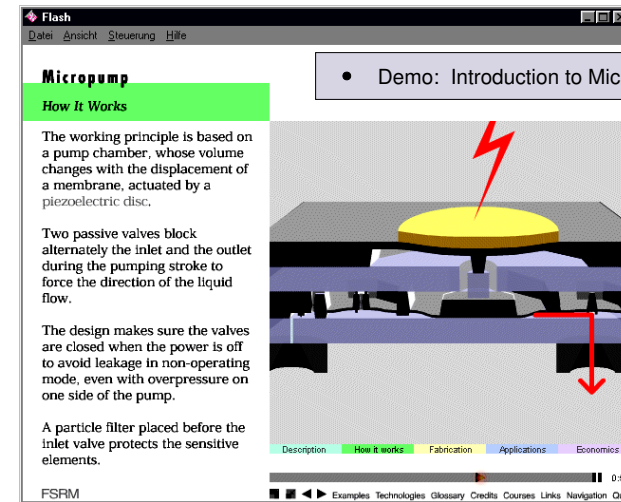 Flash
Datei Ansicht Steuerung Hilfe
Micropump
• Demo: Introduction to Mic
How It Works
The working principle is based on
a pump chamber, whose volume
changes with the displacement of
a membrane, actuated by a
piezoelectric disc.
Two passive valves block
alternately the inlet and the outlet
during the pumping stroke to
force the direction of the liquid
flow.
The design makes sure the valves
are closed when the power is off
to avoid leakage in non-operating
mode, even with overpressure on
one side of the pump.
A particle filter placed before the
inlet valve protects the sensitive
elements.
Description How it works Fabrication Applications Economics
FSRM
Examples Technologies Glossary Credits Courses Links Navigation